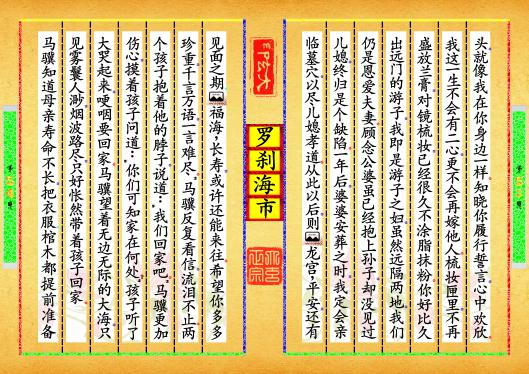 头就像我在你身边一样知晓你履行誓言心中欢欣
我这一生不会有二心更不会再嫁他人梳妆匣里不再
盛放兰膏对镜梳妆已经很久不涂脂抹粉你好比久
出远门的游子我即是游子之妇虽然远隔两地我们
仍是恩爱夫妻顾念公婆虽已经抱上孙子却没见过
儿媳终归是个缺陷一年后婆婆安葬之时我定会亲
临墓穴以尽儿媳孝道从此以后则龙宫平安还有
罗刹海市
见面之期福海,长寿或许还能来往希望你多多
珍重千言万语一言难尽.马骥反复看信流泪不止两
个孩子抱着他的脖子说道:我们回家吧,马骥更加
伤心摸着孩子问道:你们可知家在何处,孩子听了
大哭起来哽咽要回家马骥望着无边无际的大海只
见雾鬟人渺烟波路尽只好怅然带着孩子回家
马骥知道母亲寿命不长把衣服棺木都提前准备